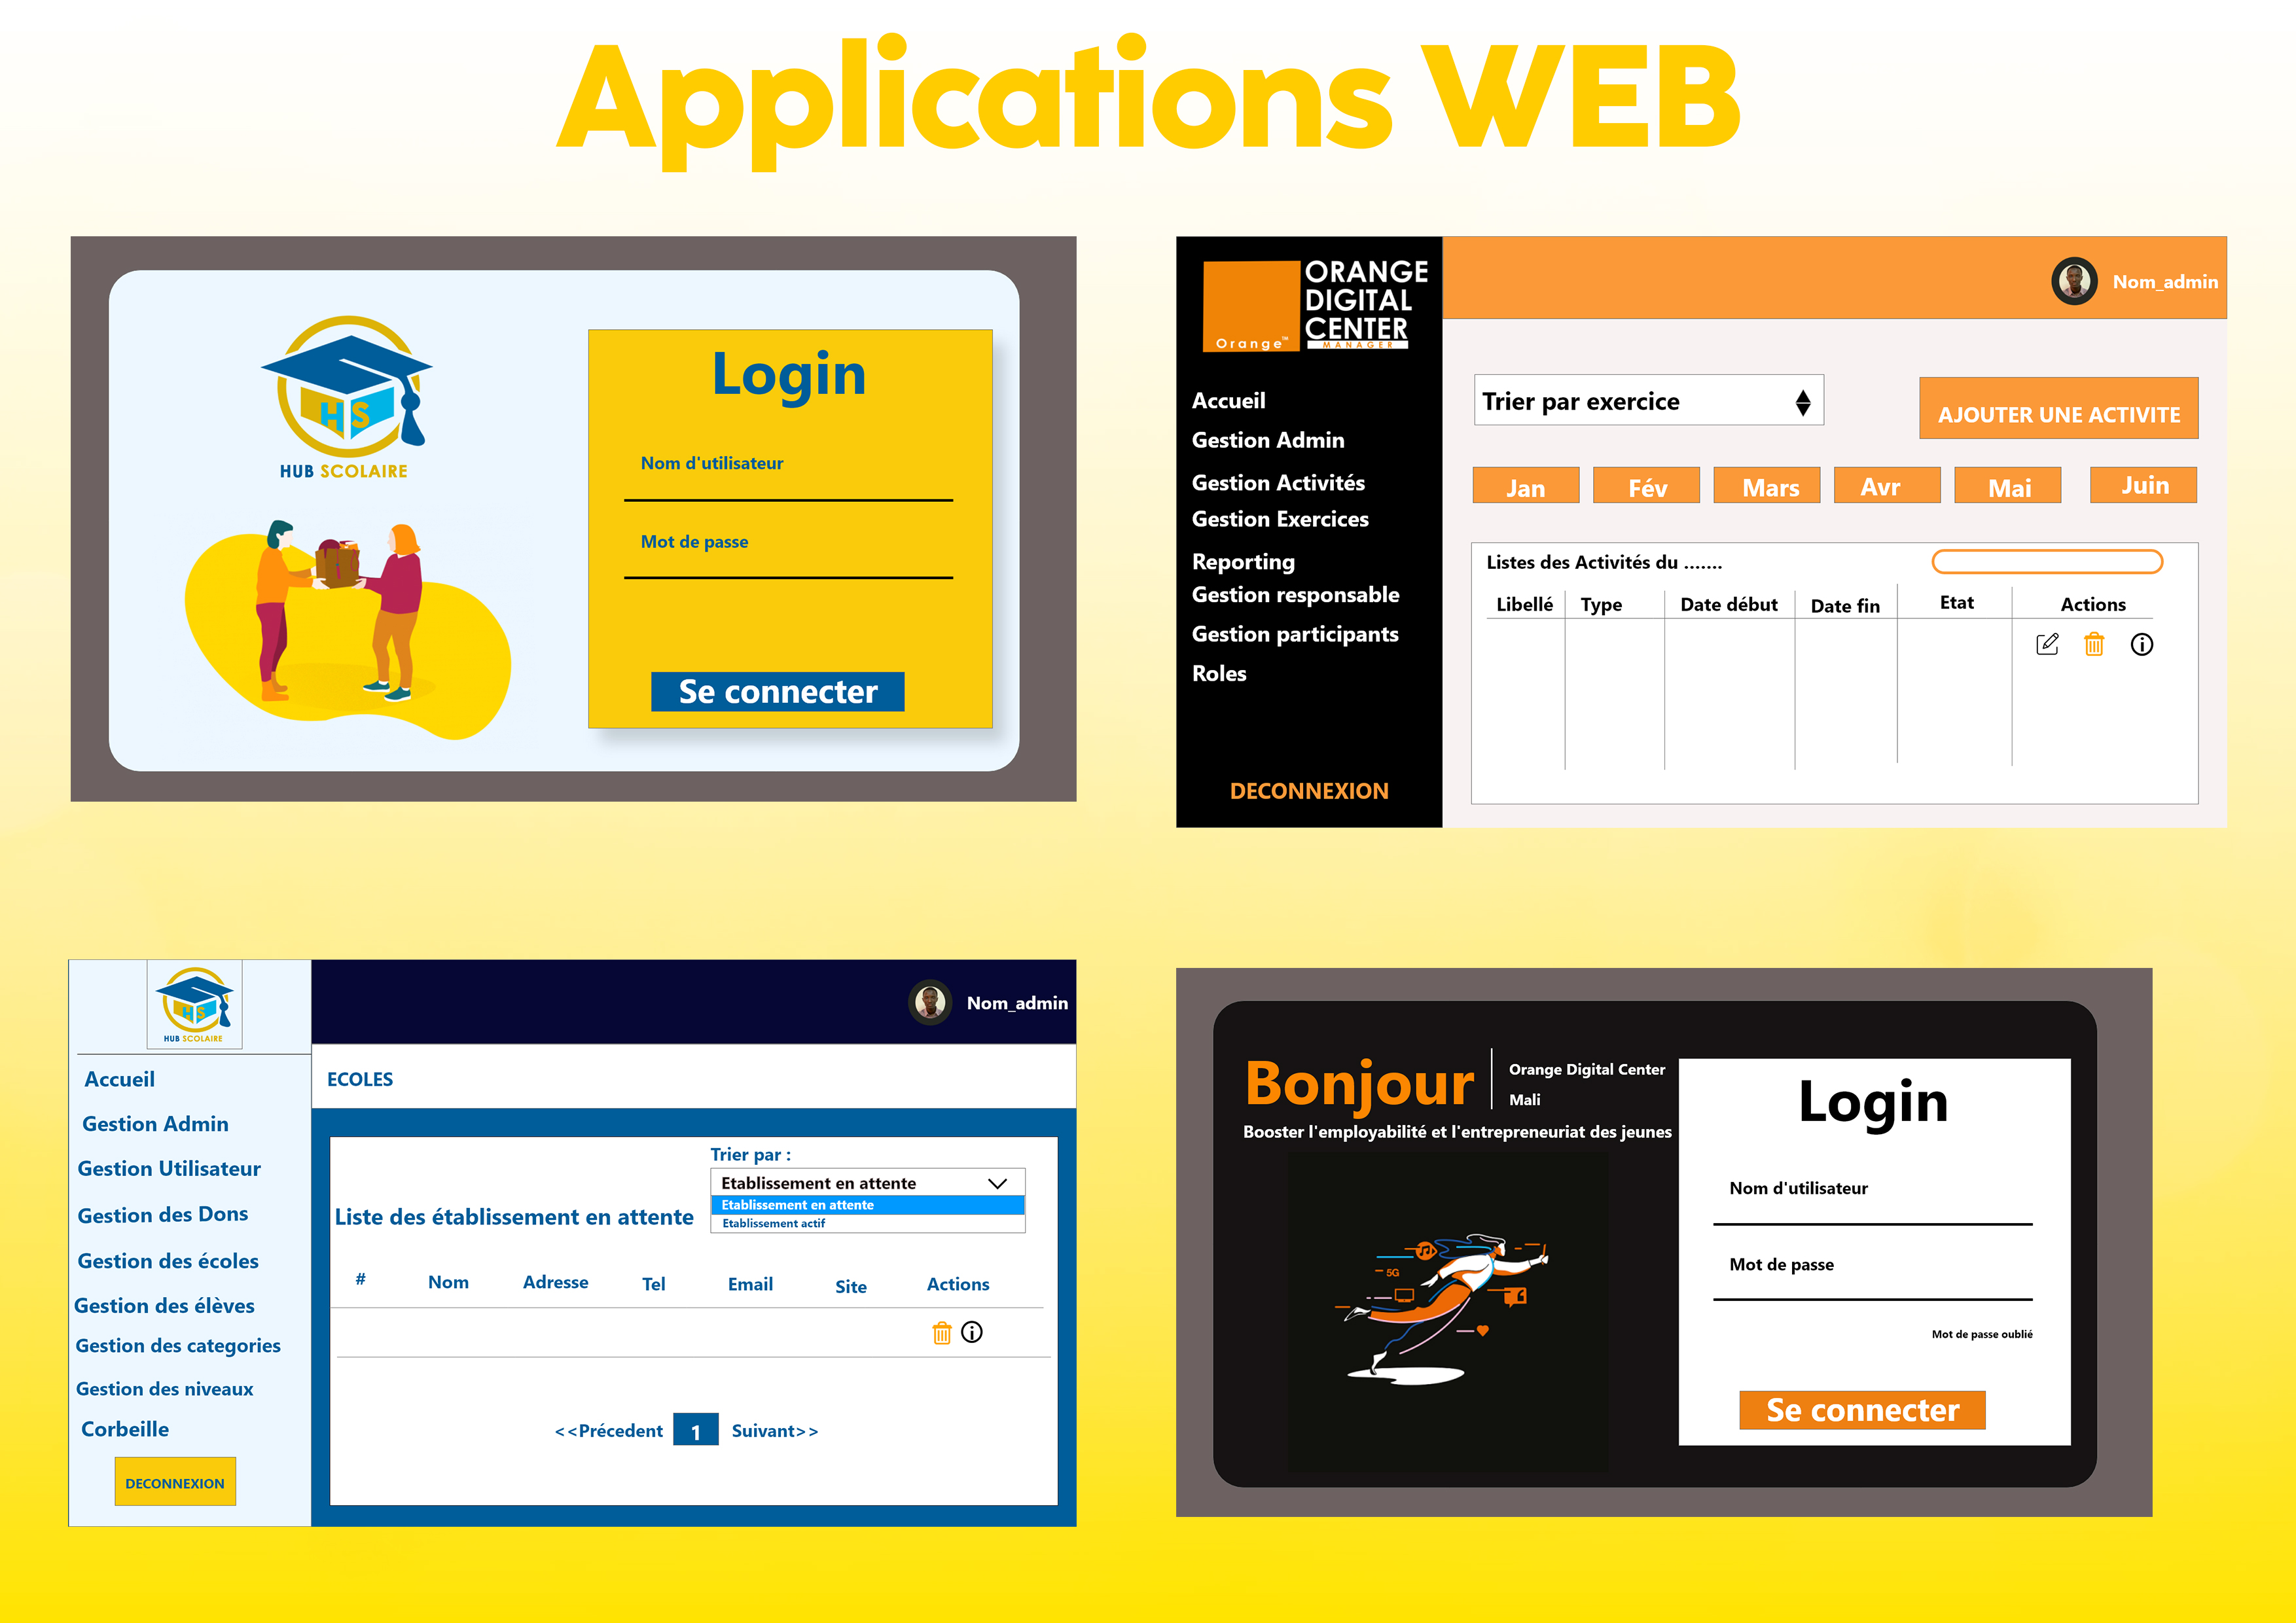 Applications WEB
HS
HUB SCOLAIRE
Login
Nom d'utilisateur
Mot de passe
Se connecter
Orange™
ORANGE
DIGITAL
CENTER
MANAGER
Nom_admin
Accueil
Gestion Admin
Gestion Activités
Gestion Exercices
Reporting
Gestion responsable
Gestion participants
Roles
DECONNEXION
Trier par exercice
AJOUTER UNE ACTIVITE
Jan Fév Mars Avr Mai Juin
Listes des Activités du .......
Libellé Type Date début Date fin Etat Actions
HS
HUB SCOLAIRE
Nom_admin
Accueil
Gestion Admin
Gestion Utilisateur
Gestion des Dons
Gestion des écoles
Gestion des élèves
Gestion des categories
Gestion des niveaux
Corbeille
DECONNEXION
ECOLES
Trier par :
Etablissement en attente
Etablissement en attente
Etablissement actif
Liste des établissement en attente
# Nom Adresse Tel Email Site Actions
<<Précedent 1 Suivant>>
Bonjour
Orange Digital Center
Mali
Booster l'employabilité et l'entrepreneuriat des jeunes
5G
Login
Nom d'utilisateur
Mot de passe
Mot de passe oublié
Se connecter